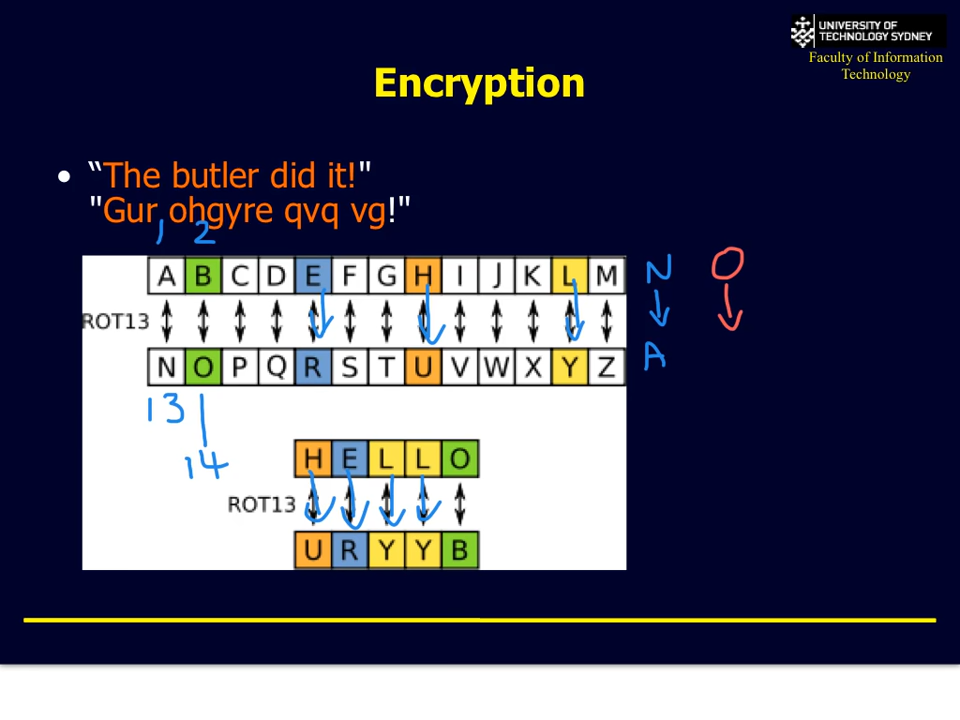 UNIVERSITY OF
TECHNOLOGY SYDNEY
Faculty of Information
Technology
Encryption
• “The butler did it!"
"Gur ohgyre qvq vg!"
1 2
A B C D E F G H I J K L M N O
ROT13
N O P Q R S T U V W X Y Z A
13
14
H E L L O
ROT13
U R Y Y B